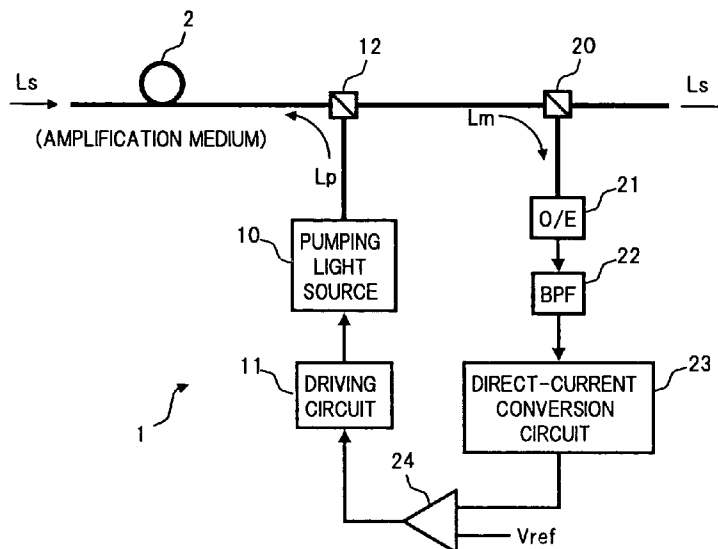 2
12
20
Ls
Ls
(AMPLIFICATION MEDIUM)
Lp
Lm
21
O/E
10
PUMPING
LIGHT
SOURCE
22
BPF
11
DRIVING
CIRCUIT
23
DIRECT-CURRENT
CONVERSION
CIRCUIT
1
24
Vref